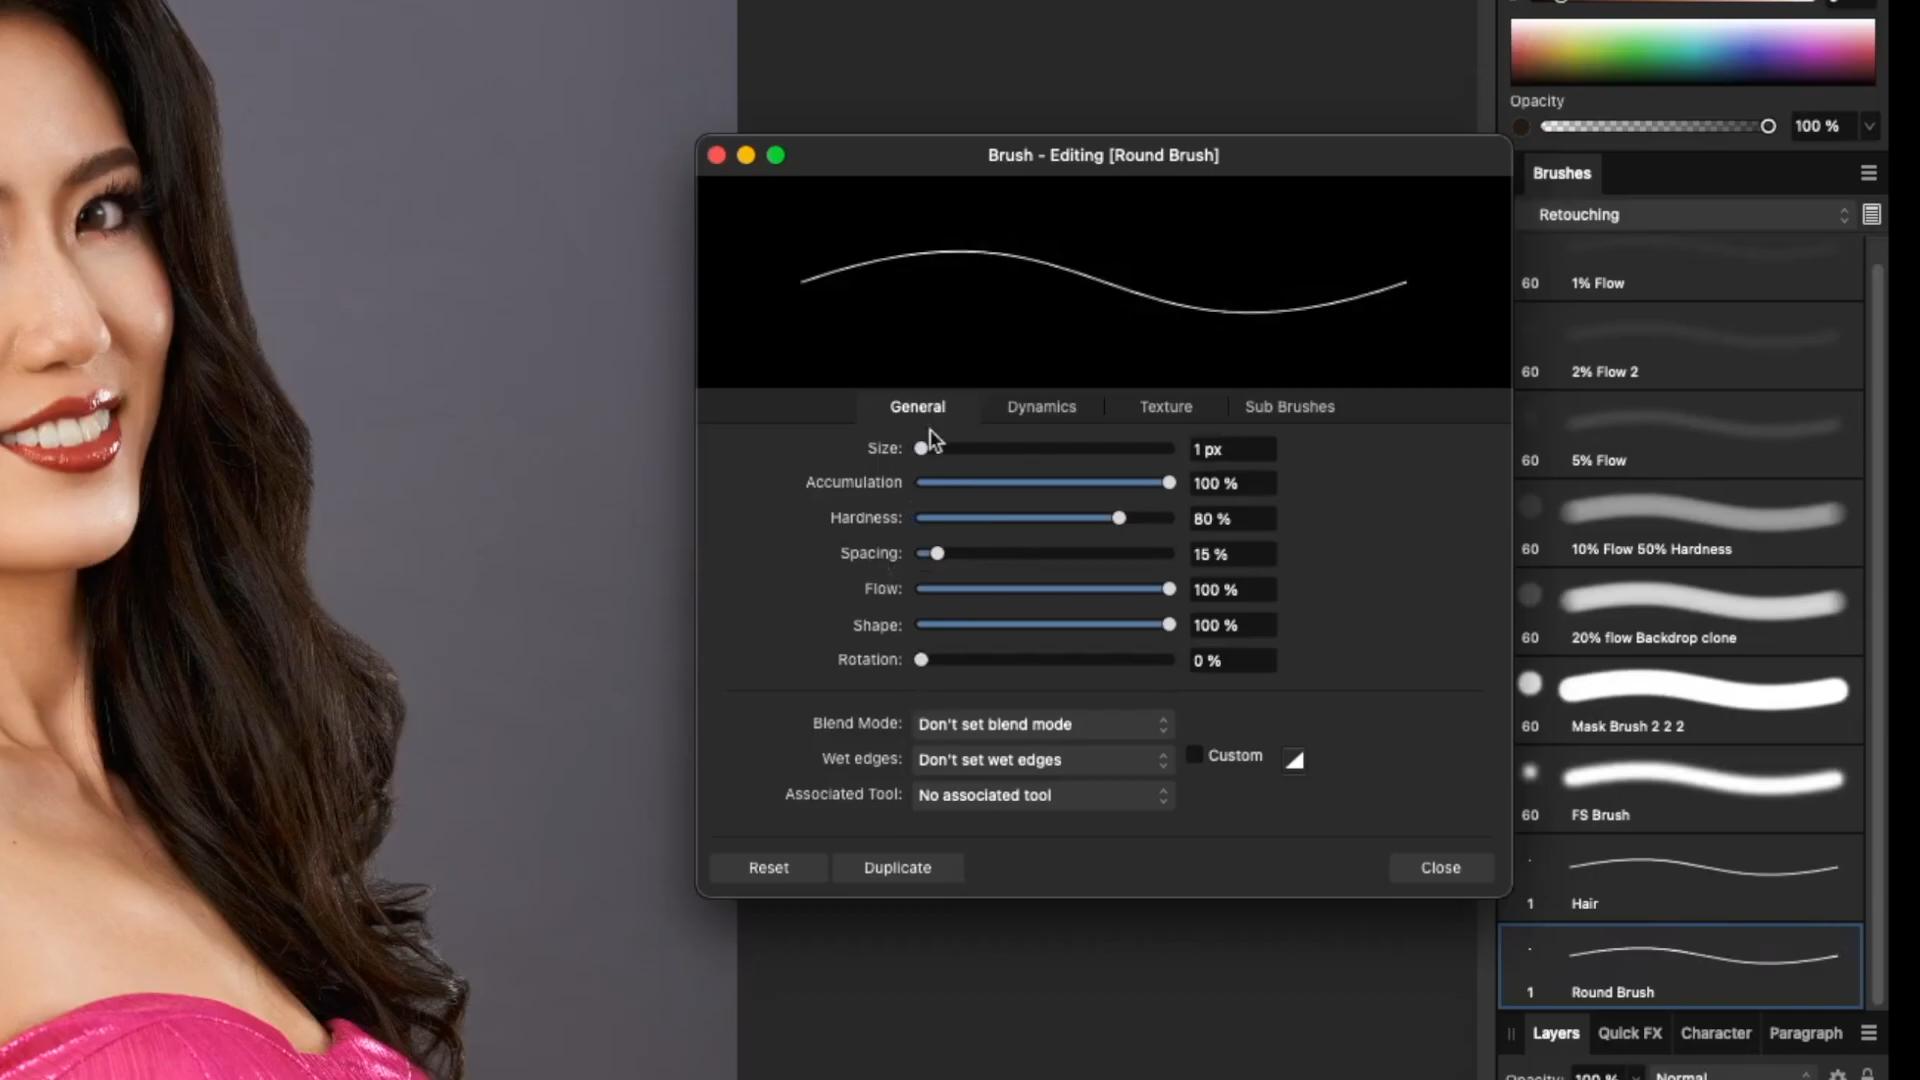 Opacity
100 %
Brush - Editing [Round Brush]
Brushes
Retouching
60 1% Flow
60 2% Flow 2
60 5% Flow
60 10% Flow 50% Hardness
60 20% flow Backdrop clone
60 Mask Brush 2 2 2
60 FS Brush
1 Hair
1 Round Brush
General Dynamics Texture Sub Brushes
Size: 1 px
Accumulation 100 %
Hardness: 80 %
Spacing: 15 %
Flow: 100 %
Shape: 100 %
Rotation: 0 %
Blend Mode: Don't set blend mode
Wet edges: Don't set wet edges Custom
Associated Tool: No associated tool
Reset Duplicate Close
Layers Quick FX Character Paragraph
Opacity: 100 % Normal